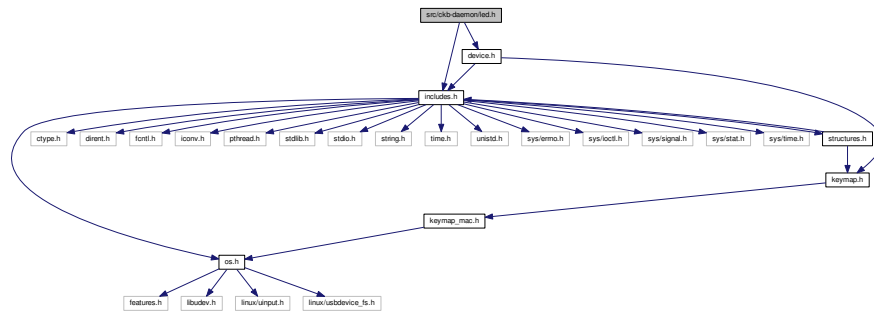 src/ckb-daemon/led.h
device.h
includes.h
ctype.h
dirent.h
fcntl.h
iconv.h
pthread.h
stdlib.h
stdio.h
string.h
time.h
unistd.h
sys/errno.h
sys/ioctl.h
sys/signal.h
sys/stat.h
sys/time.h
structures.h
keymap.h
keymap_mac.h
os.h
features.h
libudev.h
linux/uinput.h
linux/usbdevice_fs.h